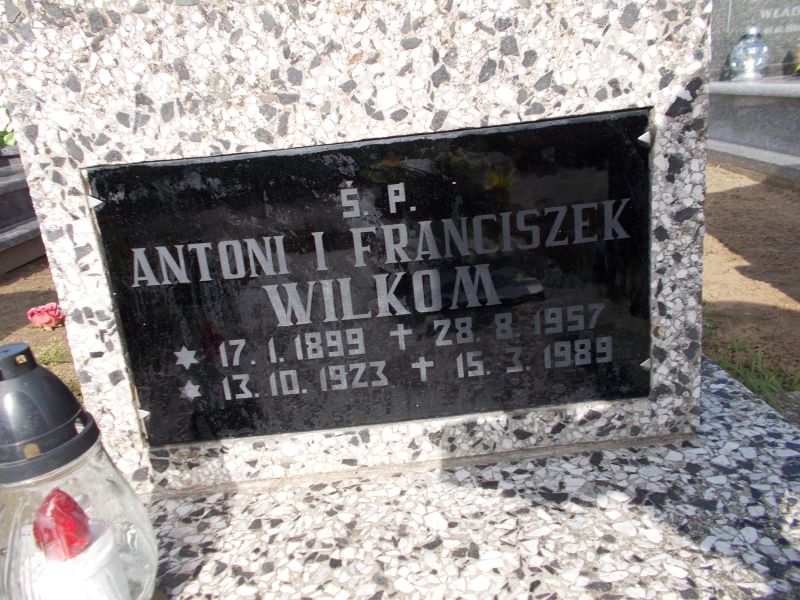 Ś. P.
ANTONI I FRANCISZEK
WILKOM
* 17. 1. 1899 ✝ 28. 8. 1957
* 13. 10. 1923 ✝ 15. 3. 1989